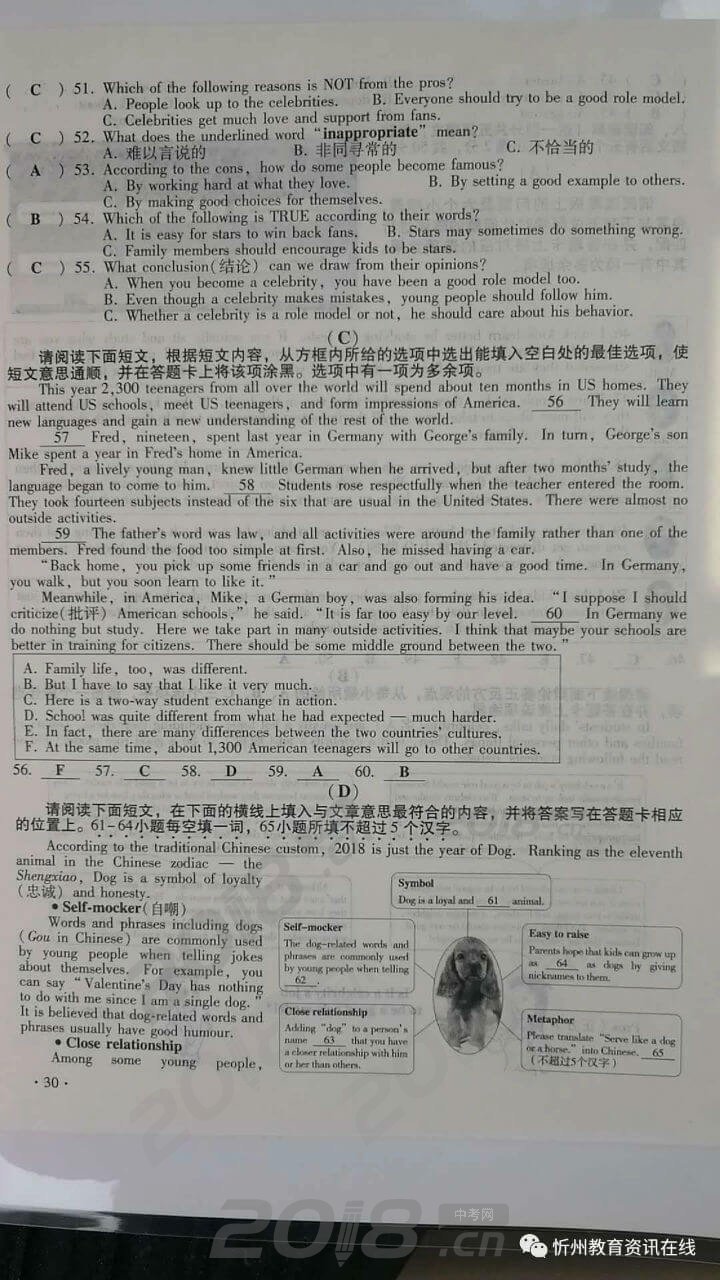 ( C ) 51. Which of the following reasons is NOT from the pros?
A. People look up to the celebrities. B. Everyone should try to be a good role model.
C. Celebrities get much love and support from fans.
( C ) 52. What does the underlined word “inappropriate” mean?
A. 难以言说的 B. 非同寻常的 C. 不恰当的
( A ) 53. According to the cons, how do some people become famous?
A. By working hard at what they love. B. By setting a good example to others.
C. By making good choices for themselves.
( B ) 54. Which of the following is TRUE according to their words?
A. It is easy for stars to win back fans. B. Stars may sometimes do something wrong.
C. Family members should encourage kids to be stars.
( C ) 55. What conclusion(结论) can we draw from their opinions?
A. When you become a celebrity, you have been a good role model too.
B. Even though a celebrity makes mistakes, young people should follow him.
C. Whether a celebrity is a role model or not, he should care about his behavior.
(C)
请阅读下面短文，根据短文内容，从方框内所给的选项中选出能填入空白处的最佳选项，使
短文意思通顺，并在答题卡上将该项涂黑。选项中有一项为多余项。
This year 2,300 teenagers from all over the world will spend about ten months in US homes. They
will attend US schools, meet US teenagers, and form impressions of America. 56 They will learn
new languages and gain a new understanding of the rest of the world.
57 Fred, nineteen, spent last year in Germany with George's family. In turn, George's son
Mike spent a year in Fred's home in America.
Fred, a lively young man, knew little German when he arrived, but after two months' study, the
language began to come to him. 58 Students rose respectfully when the teacher entered the room.
They took fourteen subjects instead of the six that are usual in the United States. There were almost no
outside activities.
59 The father's word was law, and all activities were around the family rather than one of the
members. Fred found the food too simple at first. Also, he missed having a car.
“Back home, you pick up some friends in a car and go out and have a good time. In Germany,
you walk, but you soon learn to like it.”
Meanwhile, in America, Mike, a German boy, was also forming his idea. “I suppose I should
criticize(批评) American schools,” he said. “It is far too easy by our level. 60 In Germany we
do nothing but study. Here we take part in many outside activities. I think that maybe your schools are
better in training for citizens. There should be some middle ground between the two.”
A. Family life, too, was different.
B. But I have to say that I like it very much.
C. Here is a two-way student exchange in action.
D. School was quite different from what he had expected — much harder.
E. In fact, there are many differences between the two countries' cultures.
F. At the same time, about 1,300 American teenagers will go to other countries.
56. F 57. C 58. D 59. A 60. B
(D)
请阅读下面短文，在下面的横线上填入与文章意思最符合的内容，并将答案写在答题卡相应
的位置上。61-64小题每空填一词，65小题所填不超过5个汉字。
According to the traditional Chinese custom, 2018 is just the year of Dog. Ranking as the eleventh
animal in the Chinese zodiac — the
Shengxiao, Dog is a symbol of loyalty
(忠诚) and honesty.
• Self-mocker(自嘲)
Words and phrases including dogs
(Gou in Chinese) are commonly used
by young people when telling jokes
about themselves. For example, you
can say “Valentine's Day has nothing
to do with me since I am a single dog.”
It is believed that dog-related words and
phrases usually have good humour.
• Close relationship
Among some young people,
Symbol
Dog is a loyal and 61 animal.
Self-mocker
The dog-related words and
phrases are commonly used
by young people when telling
62 .
Close relationship
Adding “dog” to a person's
name 63 that you have
a closer relationship with him
or her than others.
Easy to raise
Parents hope that kids can grow up
as 64 as dogs by giving
nicknames to them.
Metaphor
Please translate “Serve like a dog
or a horse.” into Chinese. 65
(不超过5个汉字)
· 30 ·
中考网
2018.cn
忻州教育资讯在线